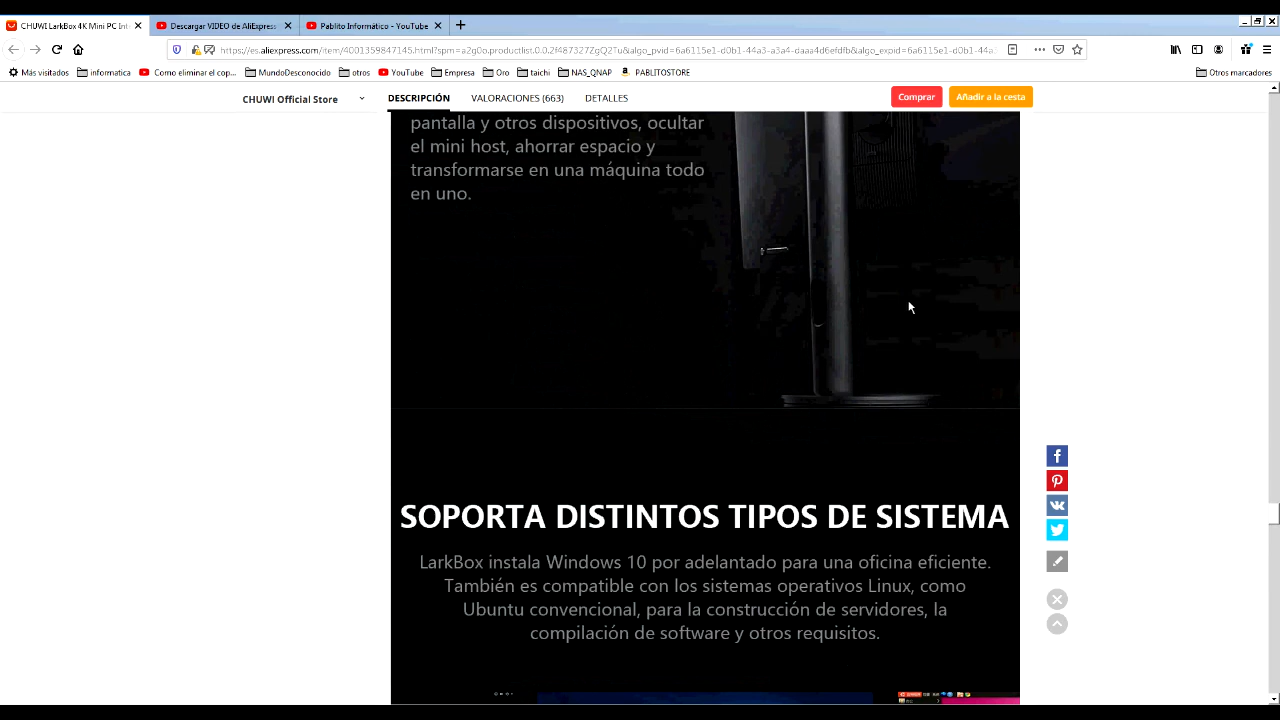 CHUWI LarkBox 4K Mini PC Int
Descargar VIDEO de AliExpress
Pablito Informático - YouTube
https://es.aliexpress.com/item/4001359847145.html?spm=a2g0o.productlist.0.0.2f487327ZgQ2Tu&algo_pvid=6a6115e1-d0b1-44a3-a3a4-daaa4d6efdfb&algo_expid=6a6115e1-d0b1-44a3
Más visitados
informatica
Como eliminar el cop...
MundoDesconocido
otros
YouTube
Empresa
Oro
taichi
NAS_QNAP
PABLITOSTORE
Otros marcadores
CHUWI Official Store
DESCRIPCIÓN
VALORACIONES (663)
DETALLES
Comprar
Añadir a la cesta
pantalla y otros dispositivos, ocultar
el mini host, ahorrar espacio y
transformarse en una máquina todo
en uno.
SOPORTA DISTINTOS TIPOS DE SISTEMA
LarkBox instala Windows 10 por adelantado para una oficina eficiente.
También es compatible con los sistemas operativos Linux, como
Ubuntu convencional, para la construcción de servidores, la
compilación de software y otros requisitos.